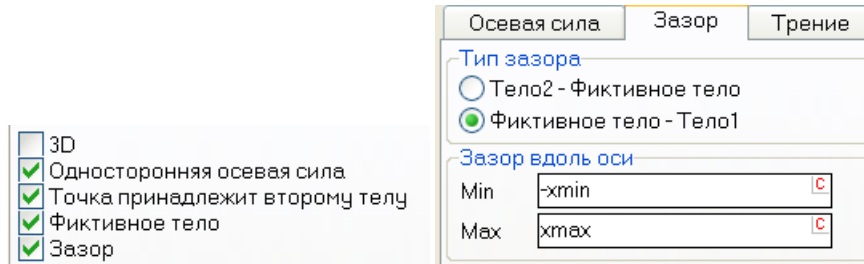 3D
Односторонняя осевая сила
Точка принадлежит второму телу
Фиктивное тело
Зазор
Осевая сила Зазор Трение
Тип зазора
Тело2 - Фиктивное тело
Фиктивное тело - Тело1
Зазор вдоль оси
Min -xmin C
Max xmax C